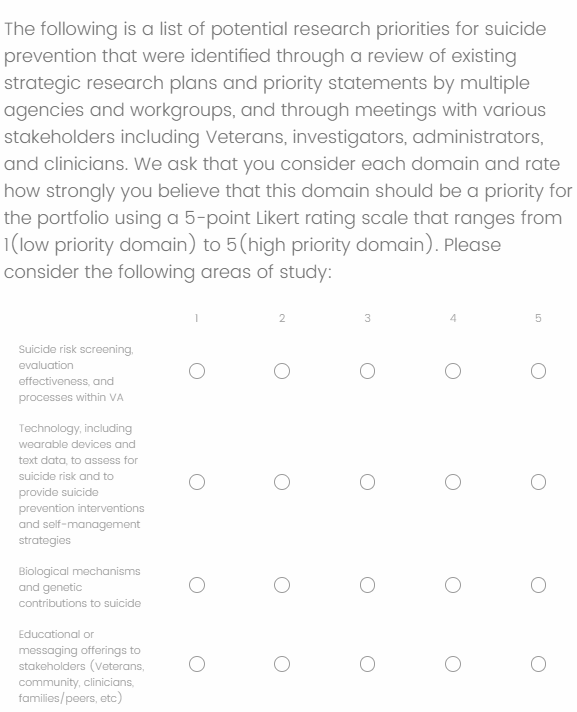 The following is a list of potential research priorities for suicide
prevention that were identified through a review of existing
strategic research plans and priority statements by multiple
agencies and workgroups, and through meetings with various
stakeholders including Veterans, investigators, administrators,
and clinicians. We ask that you consider each domain and rate
how strongly you believe that this domain should be a priority for
the portfolio using a 5-point Likert rating scale that ranges from
1(low priority domain) to 5(high priority domain). Please
consider the following areas of study:
1 2 3 4 5
Suicide risk screening,
evaluation
effectiveness, and
processes within VA
Technology, including
wearable devices and
text data, to assess for
suicide risk and to
provide suicide
prevention interventions
and self-management
strategies
Biological mechanisms
and genetic
contributions to suicide
Educational or
messaging offerings to
stakeholders (Veterans,
community, clinicians,
families/peers, etc)